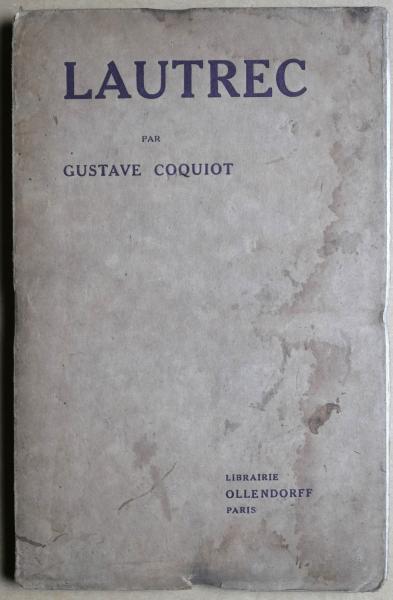 LAUTREC
PAR
GUSTAVE COQUIOT
LIBRAIRIE
OLLENDORFF
PARIS